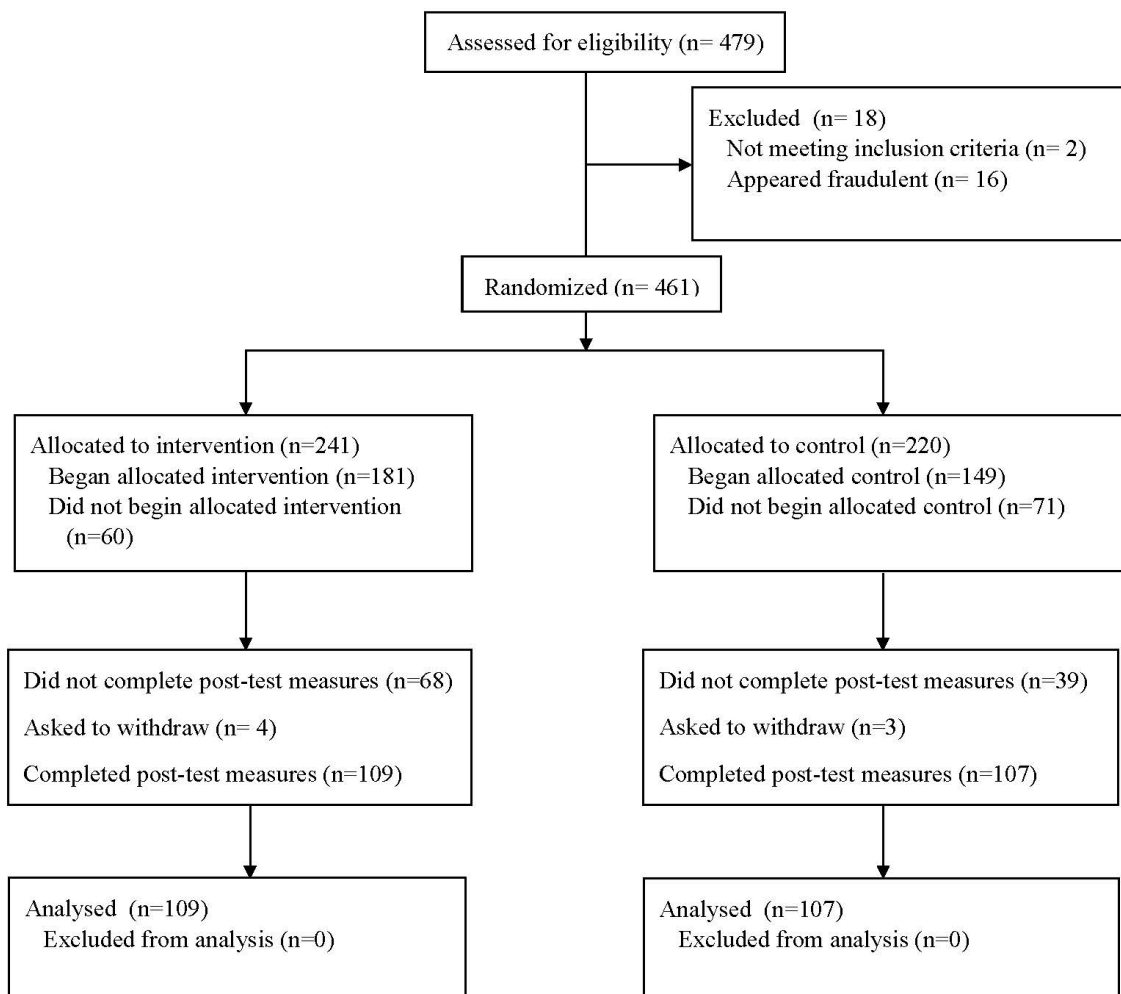 Assessed for eligibility (n= 479)
Excluded (n= 18)
Not meeting inclusion criteria (n= 2)
Appeared fraudulent (n= 16)
Randomized (n= 461)
Allocated to intervention (n=241)
Began allocated intervention (n=181)
Did not begin allocated intervention
(n=60)
Allocated to control (n=220)
Began allocated control (n=149)
Did not begin allocated control (n=71)
Did not complete post-test measures (n=68)
Asked to withdraw (n= 4)
Completed post-test measures (n=109)
Did not complete post-test measures (n=39)
Asked to withdraw (n=3)
Completed post-test measures (n=107)
Analysed (n=109)
Excluded from analysis (n=0)
Analysed (n=107)
Excluded from analysis (n=0)